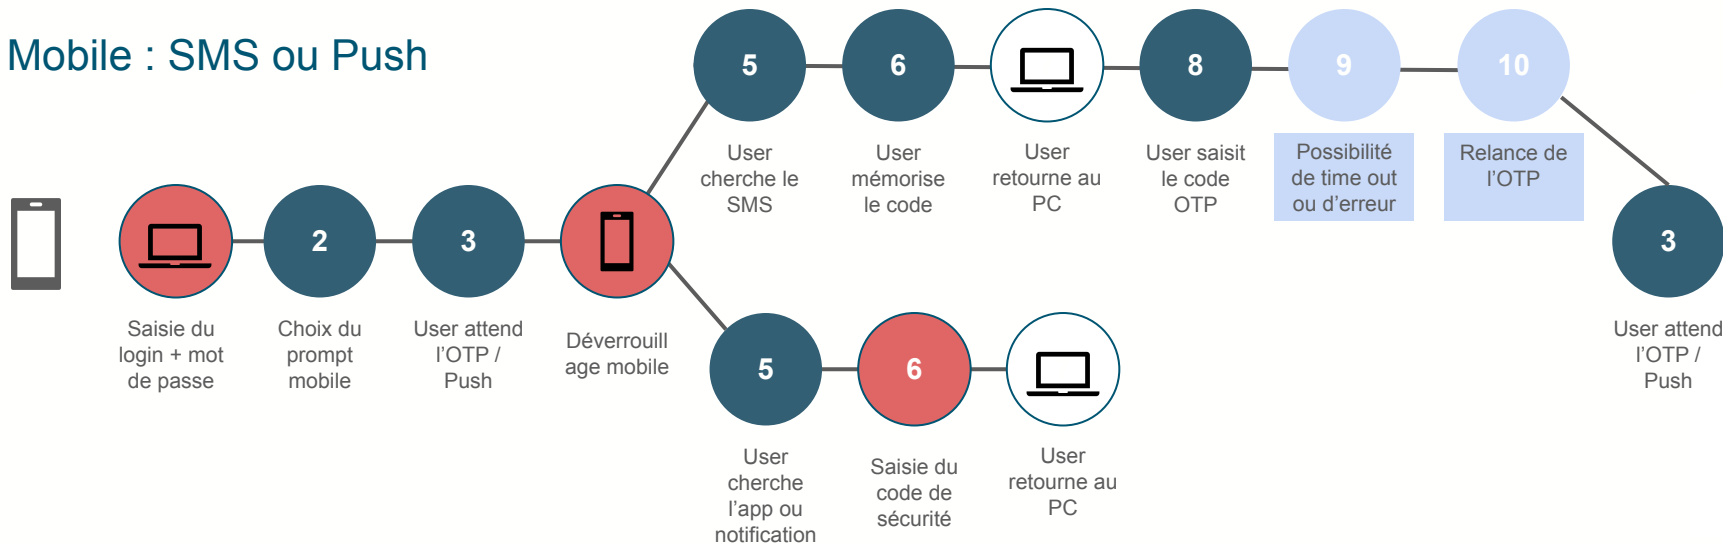 Mobile : SMS ou Push
5
6
8
9
10
User
cherche le
SMS
User
mémorise
le code
User
retourne au
PC
User saisit
le code
OTP
Possibilité
de time out
ou d'erreur
Relance de
l'OTP
2
3
3
Saisie du
login + mot
de passe
Choix du
prompt
mobile
User attend
l'OTP /
Push
Déverrouill
age mobile
User attend
l'OTP /
Push
5
6
User
cherche
l'app ou
notification
Saisie du
code de
sécurité
User
retourne au
PC